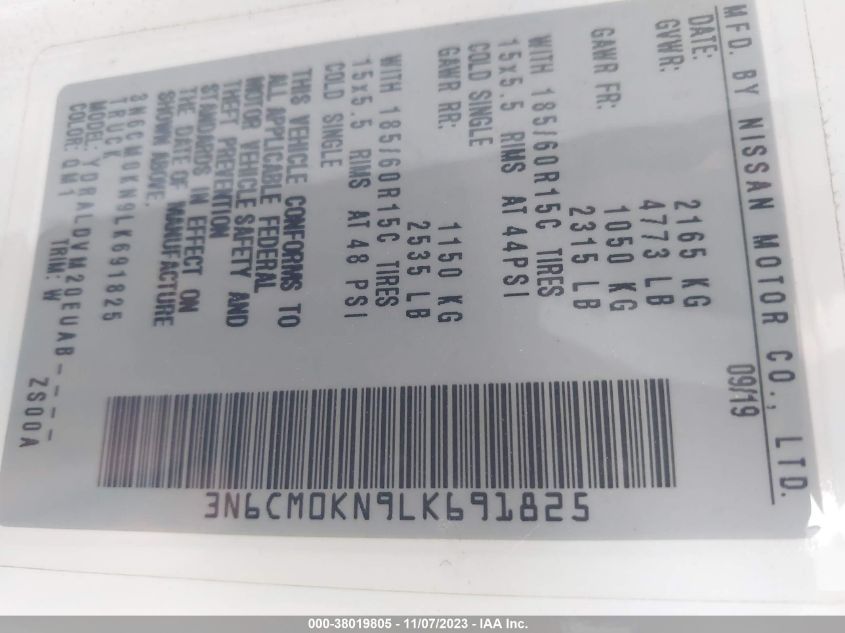 MFD. BY NISSAN MOTOR CO., LTD.
DATE: 09/19
GVWR: 2165 KG
4773 LB
GAWR FR: 1050 KG
2315 LB
WITH 185/60R15C TIRES
15x5.5 RIMS AT 44PSI
COLD SINGLE
GAWR RR: 1150 KG
2535 LB
WITH 185/60R15C TIRES
15x5.5 RIMS AT 48 PSI
COLD SINGLE
THIS VEHICLE CONFORMS TO
ALL APPLICABLE FEDERAL
MOTOR VEHICLE SAFETY AND
THEFT PREVENTION
STANDARDS IN EFFECT ON
THE DATE OF MANUFACTURE
SHOWN ABOVE.
3N6CM0KN9LK691825
TRUCK
MODEL: YDRALDVM20EUAB-----
COLOR: QM1 TRIM: W ZS00A
3N6CM0KN9LK691825
000-38019805 - 11/07/2023 - IAA Inc.